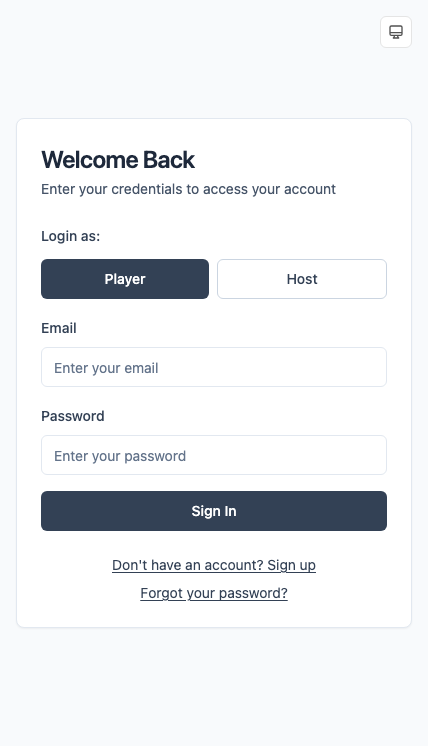 Welcome Back
Enter your credentials to access your account
Login as:
Player
Host
Email
Enter your email
Password
Enter your password
Sign In
Don't have an account? Sign up
Forgot your password?